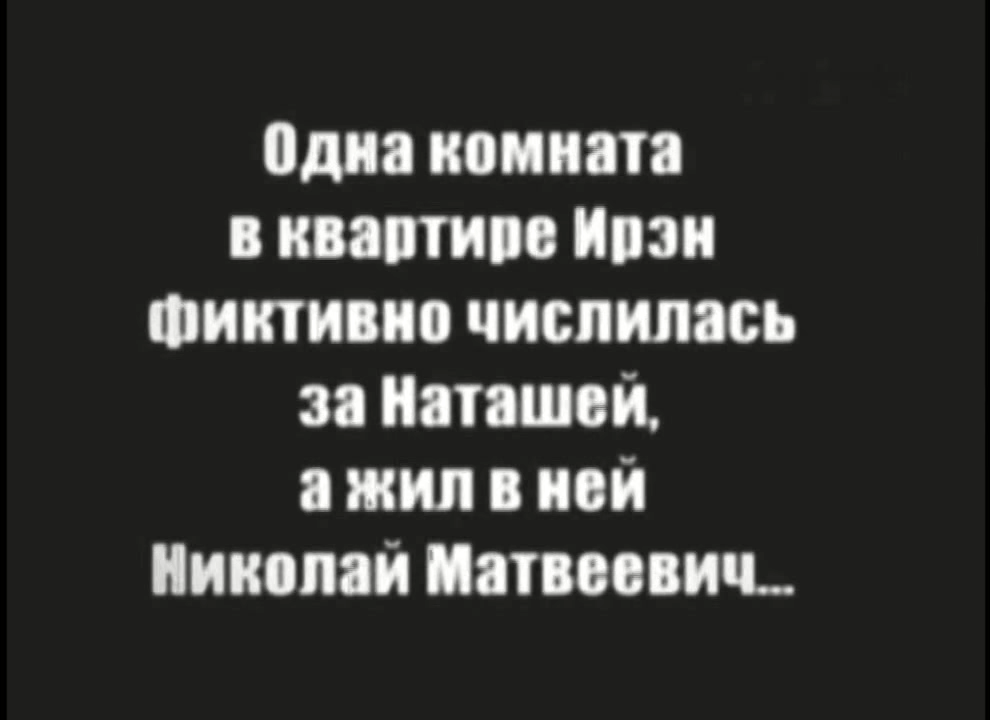 Одна комната
в квартире Ирэн
фиктивно числилась
за Наташей,
а жил в ней
Николай Матвеевич...